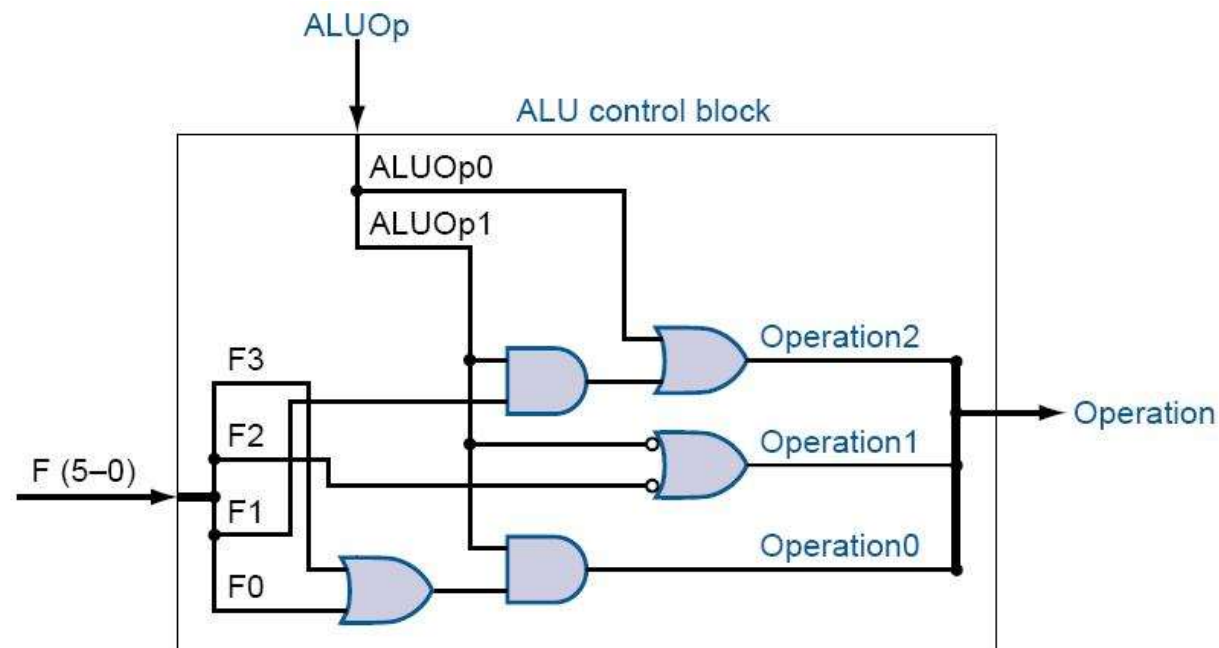 ALUOp
ALU control block
ALUOp0
ALUOp1
F3
Operation2
F2
Operation1
Operation
F (5–0)
F1
Operation0
F0